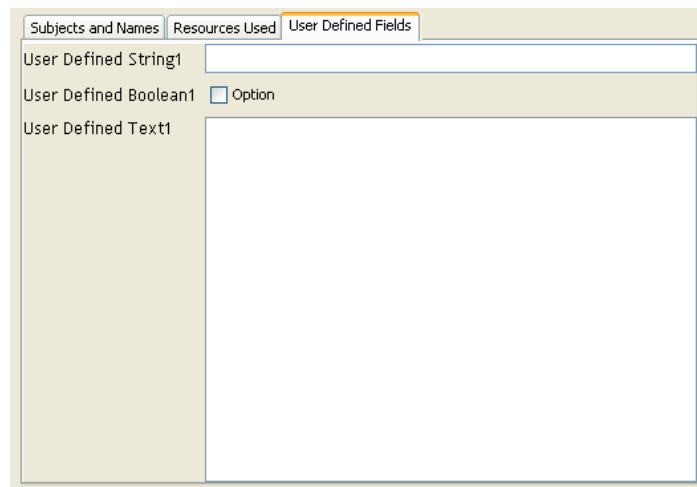 Subjects and Names Resources Used User Defined Fields
User Defined String1
User Defined Boolean1 Option
User Defined Text1